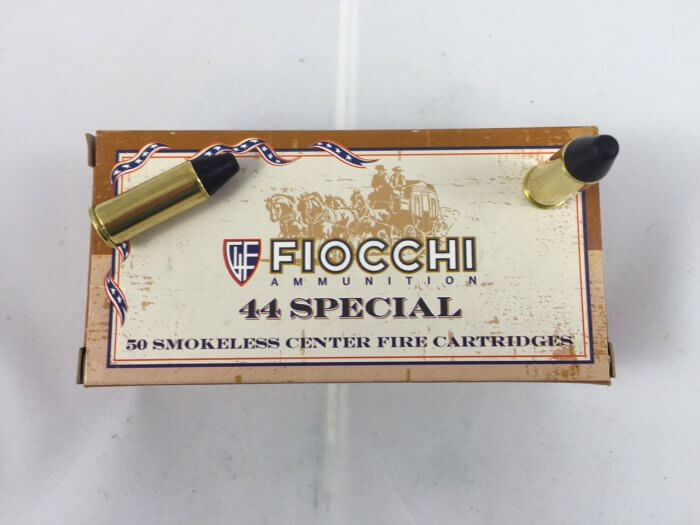 FIOCCHI
AMMUNITION
44 SPECIAL
50 SMOKELESS CENTER FIRE CARTRIDGES